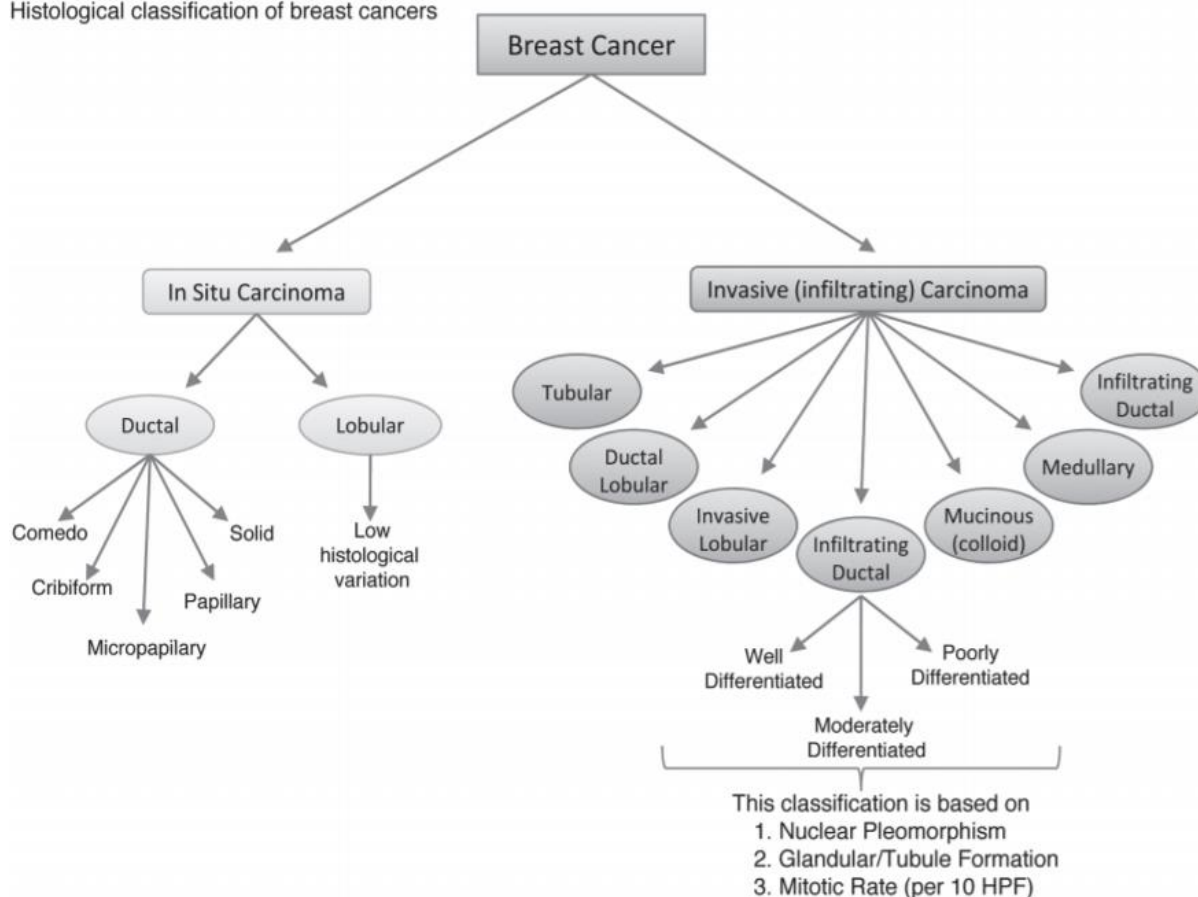 Histological classification of breast cancers
Breast Cancer
In Situ Carcinoma
Invasive (infiltrating) Carcinoma
Ductal
Lobular
Comedo
Cribiform
Micropapilary
Papillary
Solid
Low
histological
variation
Tubular
Ductal
Lobular
Invasive
Lobular
Infiltrating
Ductal
Mucinous
(colloid)
Medullary
Infiltrating
Ductal
Well
Differentiated
Moderately
Differentiated
Poorly
Differentiated
This classification is based on
1. Nuclear Pleomorphism
2. Glandular/Tubule Formation
3. Mitotic Rate (per 10 HPF)